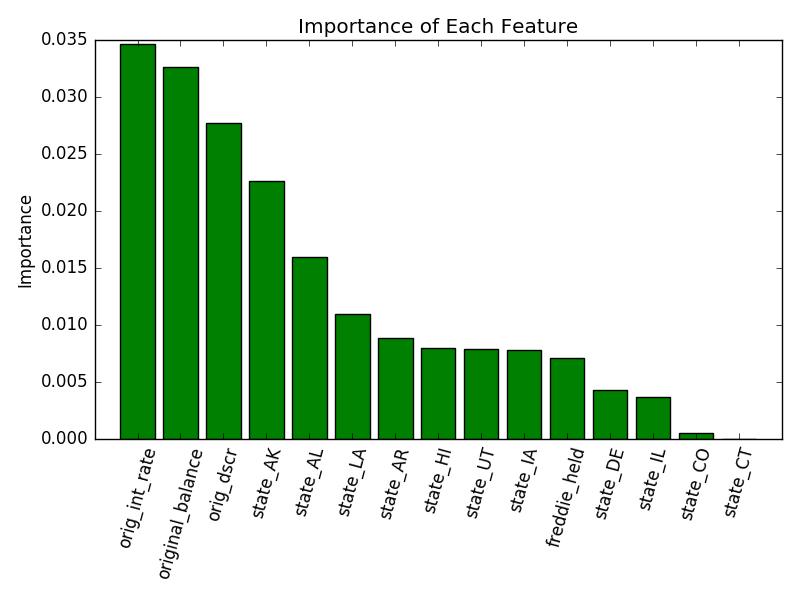 Importance of Each Feature
0.035
0.030
0.025
0.020
0.015
0.010
0.005
0.000
Importance
orig_int_rate
original_balance
orig_dscr
state_AK
state_AL
state_LA
state_AR
state_HI
state_UT
state_IA
freddie_held
state_DE
state_IL
state_CO
state_CT